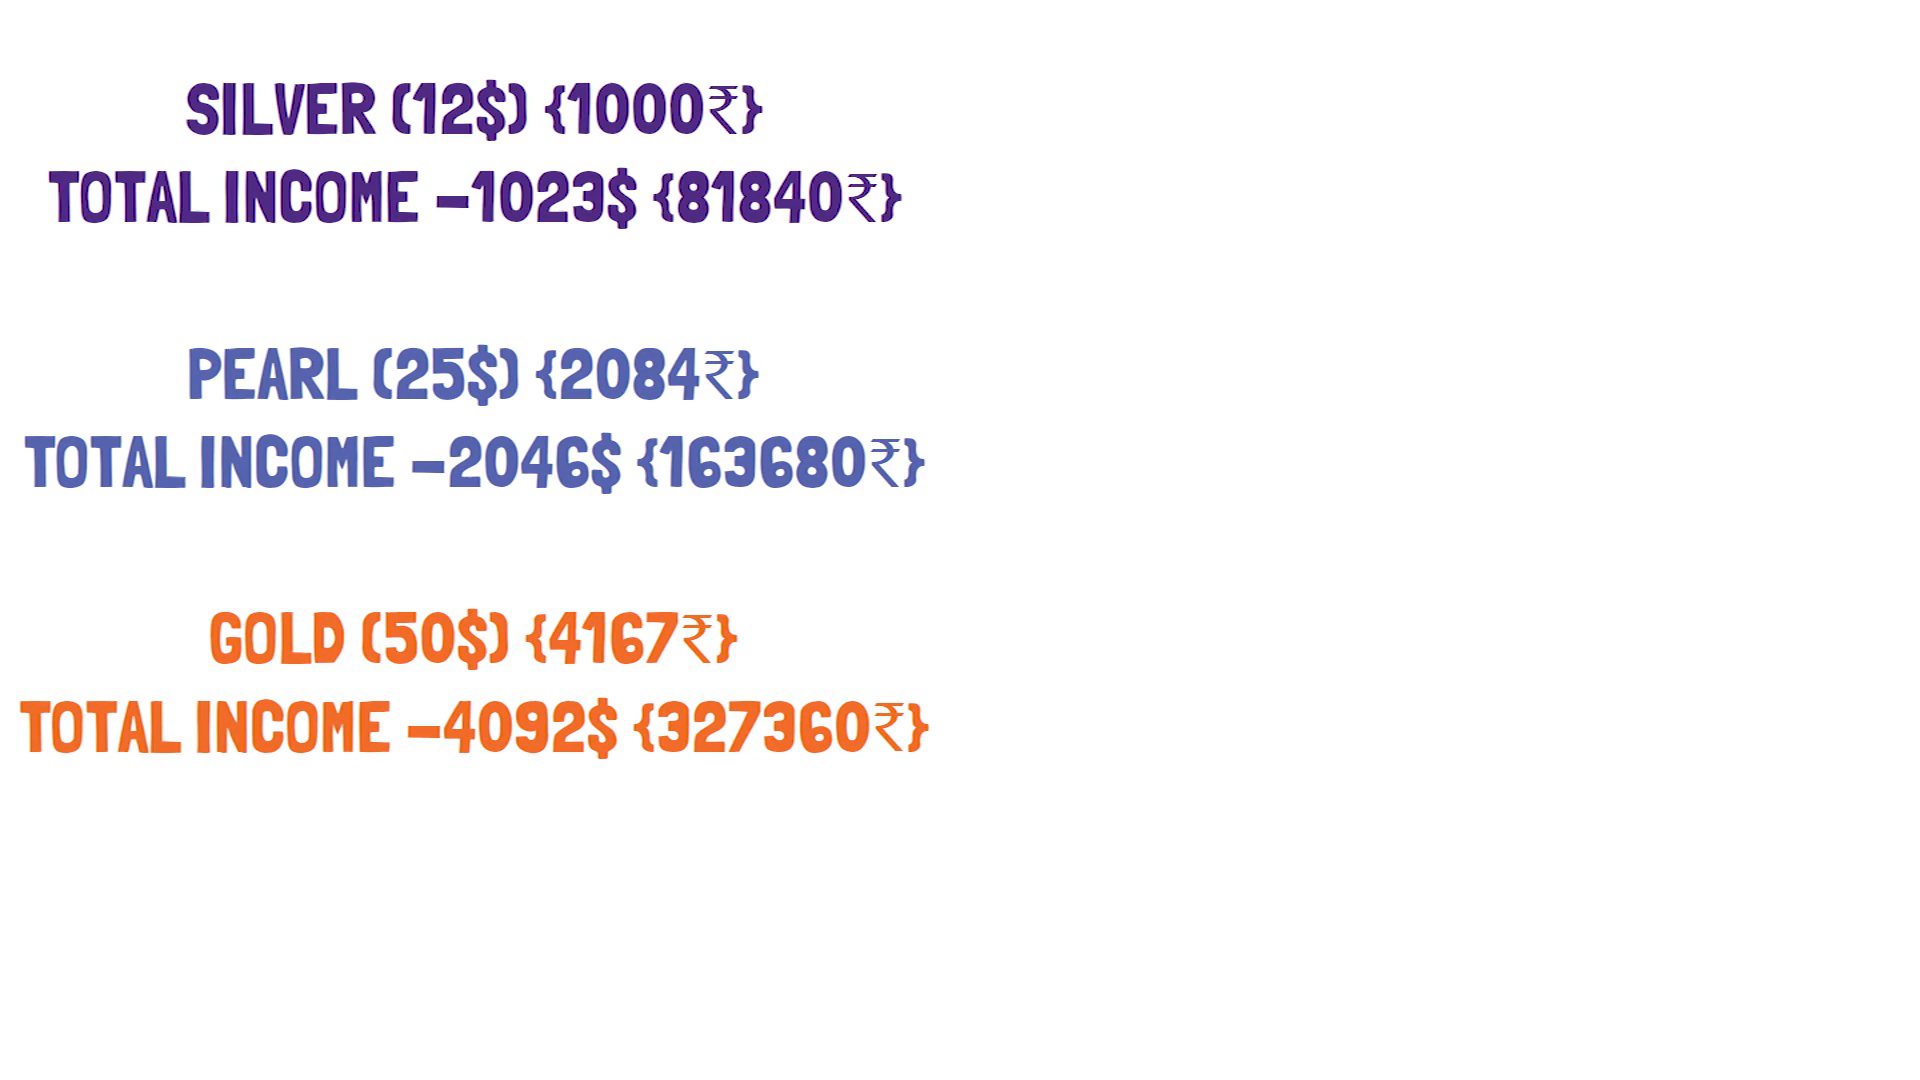 SILVER (12$) {1000₹}
TOTAL INCOME -1023$ {81840₹}
PEARL (25$) {2084₹}
TOTAL INCOME -2046$ {163680₹}
GOLD (50$) {4167₹}
TOTAL INCOME -4092$ {327360₹}